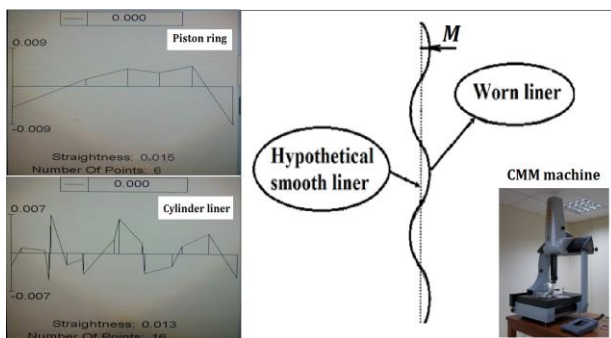 0.000
Piston ring
0.009
-0.009
Straightness: 0.015
Number Of Points: 6
0.000
Cylinder liner
0.007
-0.007
Straightness: 0.013
Number Of Points: 16
M
Worn liner
Hypothetical
smooth liner
CMM machine